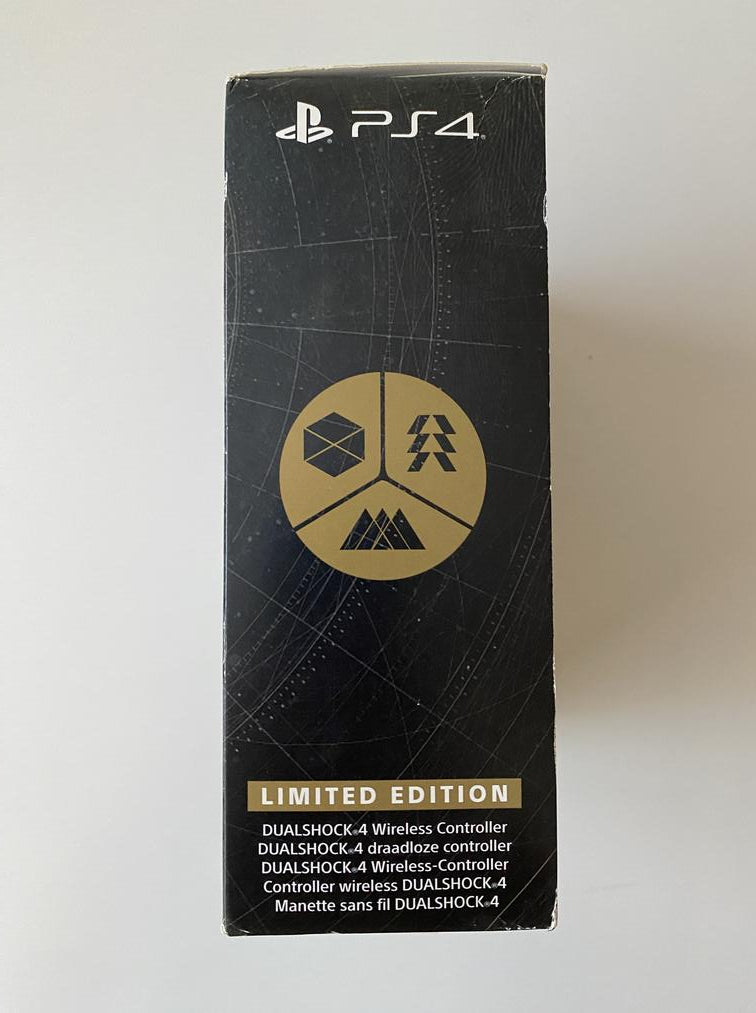 PS4
LIMITED EDITION
DUALSHOCK®4 Wireless Controller
DUALSHOCK®4 draadloze controller
DUALSHOCK®4 Wireless-Controller
Controller wireless DUALSHOCK®4
Manette sans fil DUALSHOCK®4